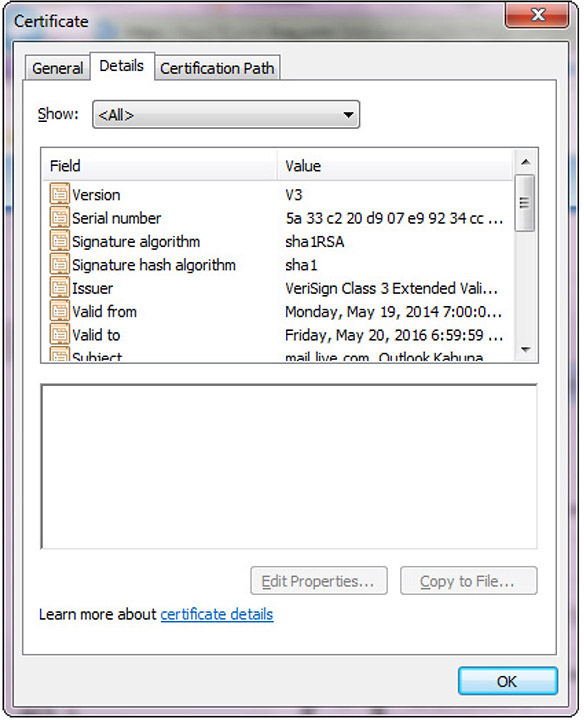 Certificate
General Details Certification Path
Show: <All>
Field Value
Version V3
Serial number 5a 33 c2 20 d9 07 e9 92 34 cc ...
Signature algorithm sha1RSA
Signature hash algorithm sha1
Issuer VeriSign Class 3 Extended Vali...
Valid from Monday, May 19, 2014 7:00:0...
Valid to Friday, May 20, 2016 6:59:59 ...
Subject mail.live.com, Outlook Kahuna
Edit Properties... Copy to File...
Learn more about certificate details
OK